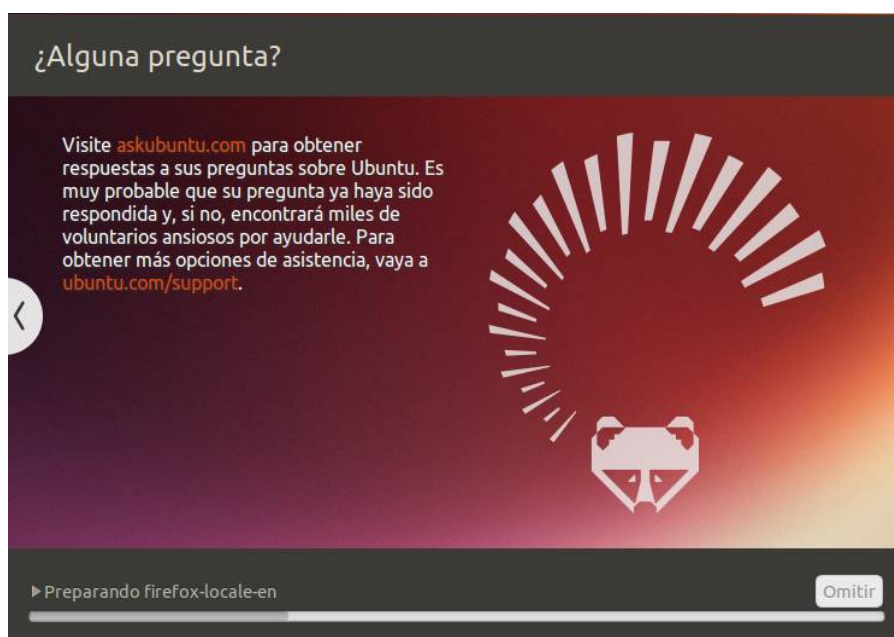 ¿Alguna pregunta?
Visite askubuntu.com para obtener
respuestas a sus preguntas sobre Ubuntu. Es
muy probable que su pregunta ya haya sido
respondida y, si no, encontrará miles de
voluntarios ansiosos por ayudarle. Para
obtener más opciones de asistencia, vaya a
ubuntu.com/support.
Preparando firefox-locale-en
Omitir